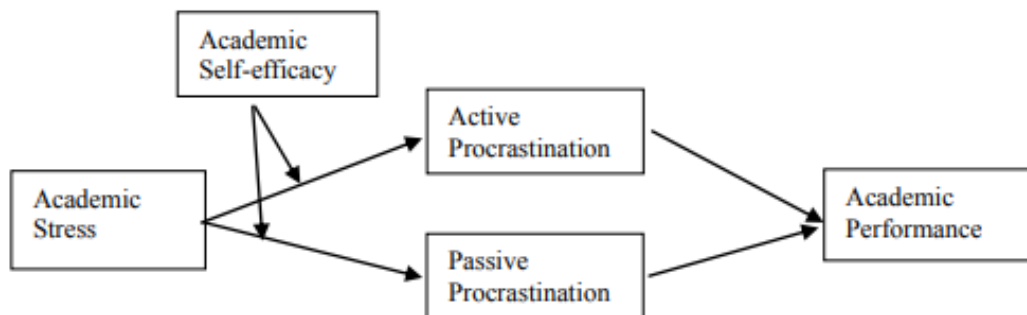 Academic
Self-efficacy
Active
Procrastination
Academic
Stress
Academic
Performance
Passive
Procrastination